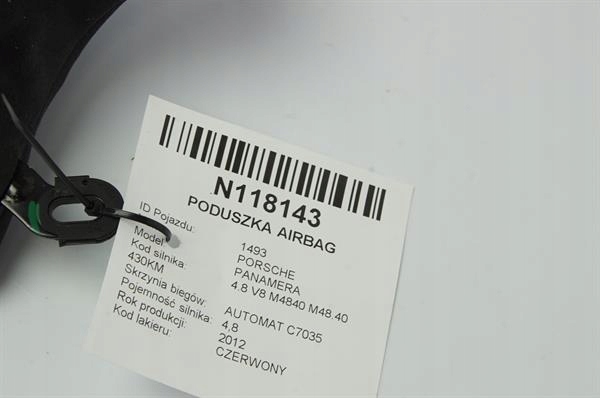 N118143
PODUSZKA AIRBAG
ID Pojazdu: 1493
PORSCHE
Model: PANAMERA
Kod silnika: 4.8 V8 M4840 M48.40
430KM
Skrzynia biegów: AUTOMAT C7035
Pojemność silnika: 4,8
Rok produkcji: 2012
Kod lakieru: CZERWONY